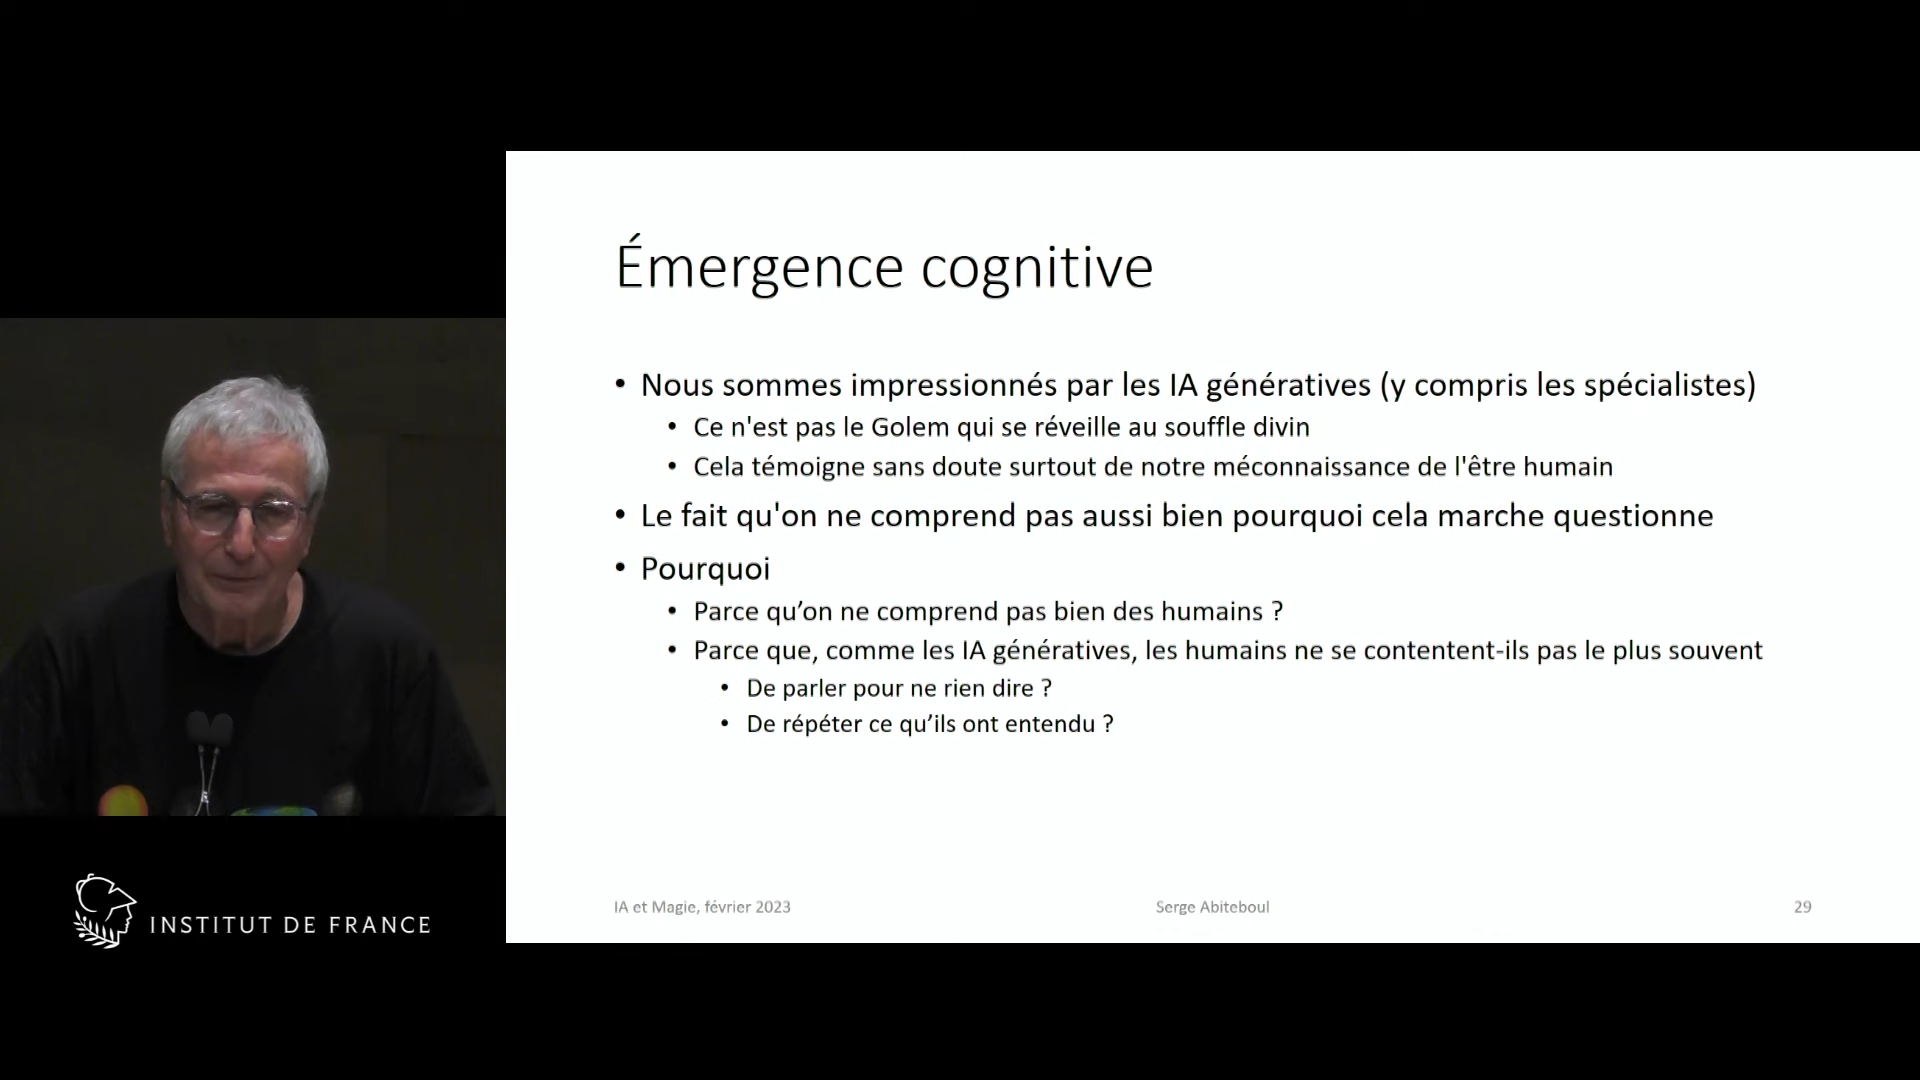 Émergence cognitive
• Nous sommes impressionnés par les IA génératives (y compris les spécialistes)
• Ce n'est pas le Golem qui se réveille au souffle divin
• Cela témoigne sans doute surtout de notre méconnaissance de l'être humain
• Le fait qu'on ne comprend pas aussi bien pourquoi cela marche questionne
• Pourquoi
• Parce qu’on ne comprend pas bien des humains ?
• Parce que, comme les IA génératives, les humains ne se contentent-ils pas le plus souvent
• De parler pour ne rien dire ?
• De répéter ce qu’ils ont entendu ?
IA et Magie, février 2023
Serge Abiteboul
29
INSTITUT DE FRANCE